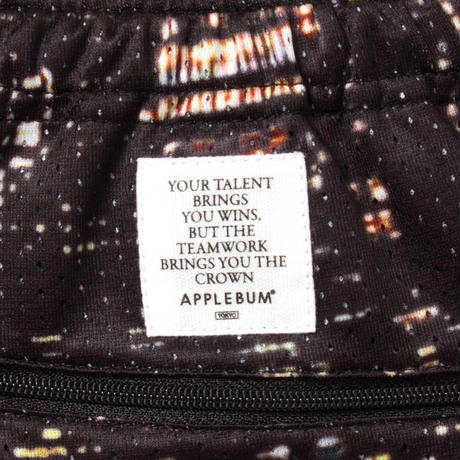 YOUR TALENT
BRINGS
YOU WINS,
BUT THE
TEAMWORK
BRINGS YOU THE
CROWN
APPLEBUM®
TOKYO